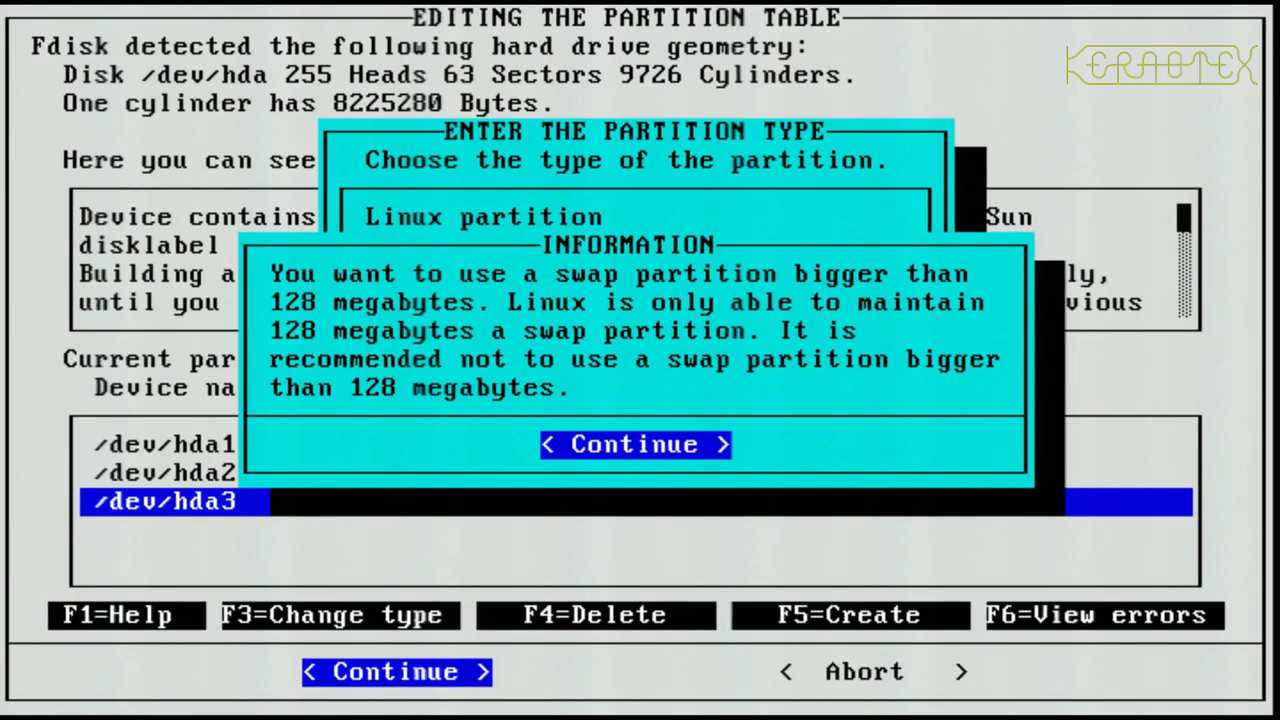 EDITING THE PARTITION TABLE
Fdisk detected the following hard drive geometry:
Disk /dev/hda 255 Heads 63 Sectors 9726 Cylinders.
One cylinder has 8225280 Bytes.
KERNOTEX
ENTER THE PARTITION TYPE
Here you can see
Choose the type of the partition.
Device contains
Linux partition
Sun
disklabel
INFORMATION
Building a
You want to use a swap partition bigger than
ly,
until you
128 megabytes. Linux is only able to maintain
vious
128 megabytes a swap partition. It is
Current par
recommended not to use a swap partition bigger
Device na
than 128 megabytes.
/dev/hda1
< Continue >
/dev/hda2
/dev/hda3
F1=Help F3=Change type F4=Delete F5=Create F6=View errors
< Continue > < Abort >